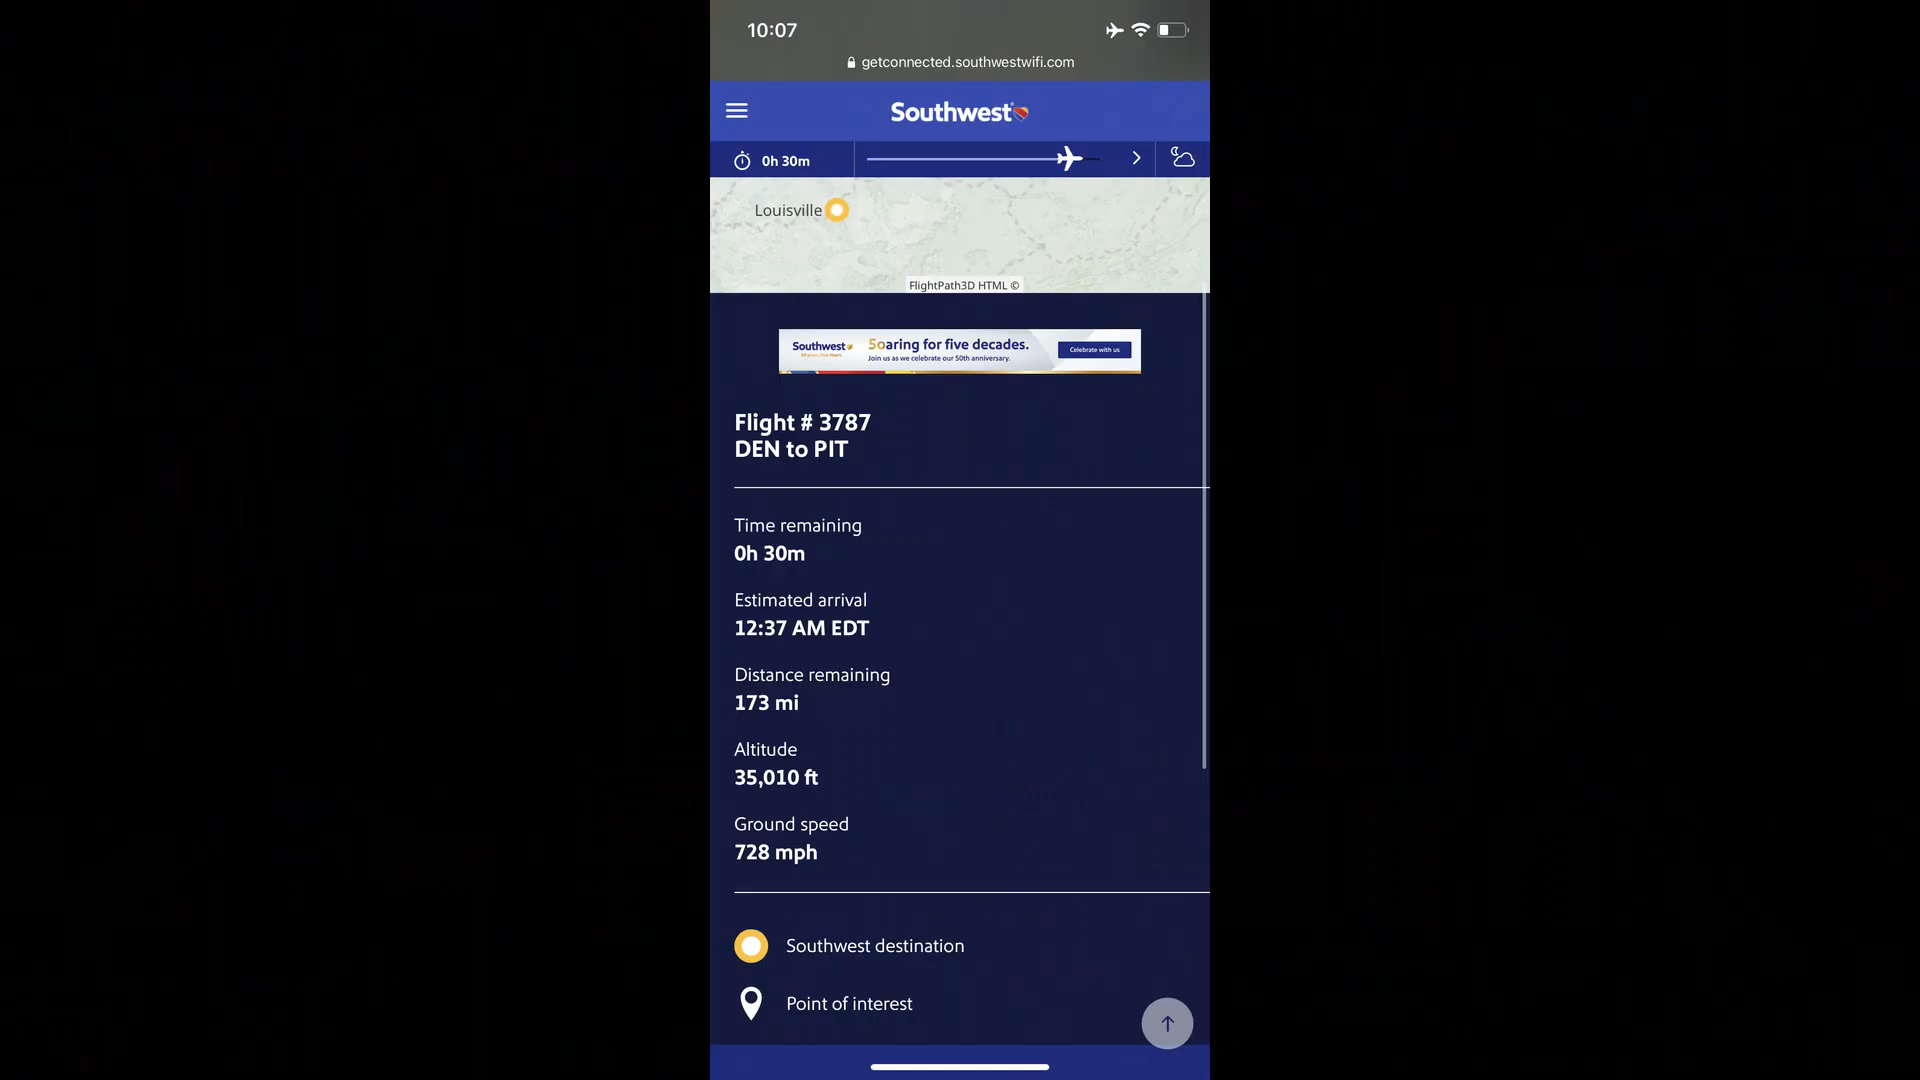 10:07
getconnected.southwestwifi.com
Southwest
0h 30m
Louisville
FlightPath3D HTML ©
Southwest
Soaring for five decades.
Join us as we celebrate our 50th anniversary.
Celebrate with us
Flight # 3787
DEN to PIT
Time remaining
0h 30m
Estimated arrival
12:37 AM EDT
Distance remaining
173 mi
Altitude
35,010 ft
Ground speed
728 mph
Southwest destination
Point of interest